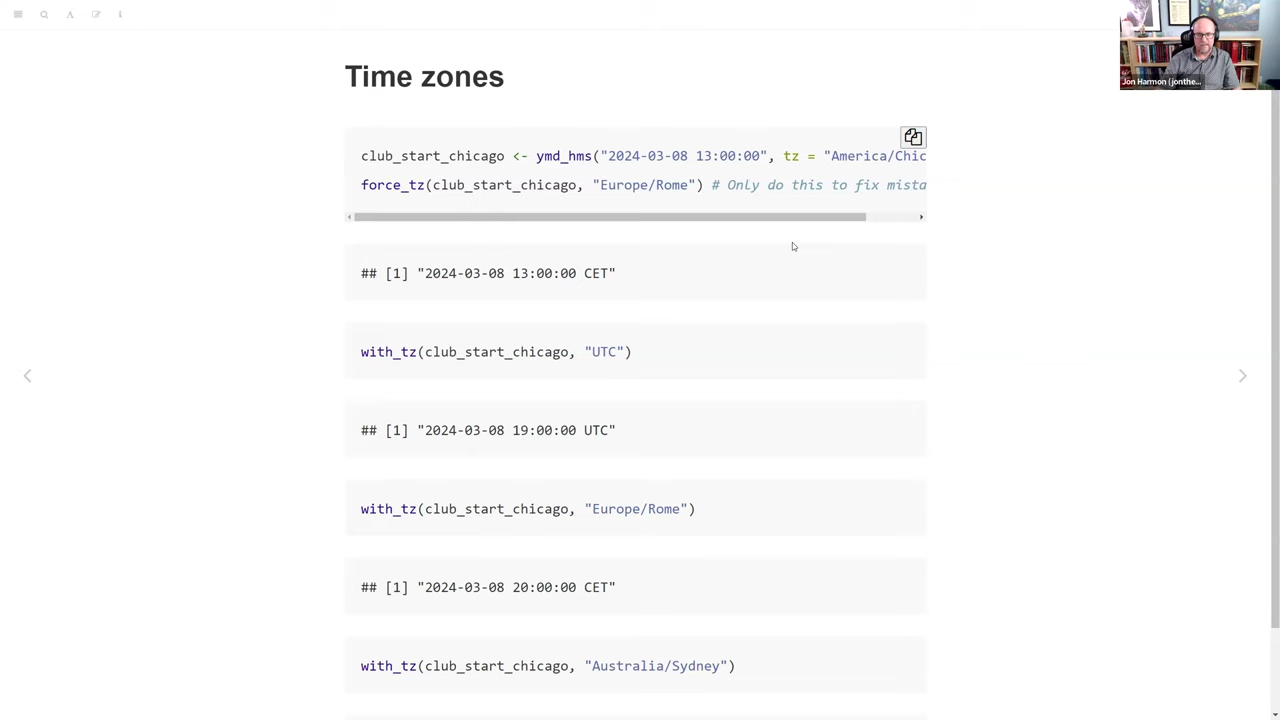 Jon Harmon (jonthe...
Time zones
club_start_chicago <- ymd_hms("2024-03-08 13:00:00", tz = "America/Chic
force_tz(club_start_chicago, "Europe/Rome") # Only do this to fix mista
## [1] "2024-03-08 13:00:00 CET"
with_tz(club_start_chicago, "UTC")
## [1] "2024-03-08 19:00:00 UTC"
with_tz(club_start_chicago, "Europe/Rome")
## [1] "2024-03-08 20:00:00 CET"
with_tz(club_start_chicago, "Australia/Sydney")